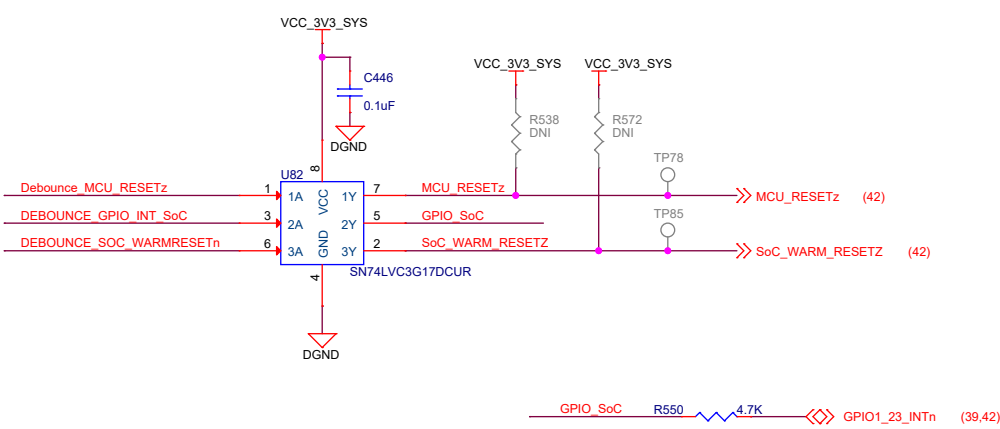 VCC_3V3_SYS
C446
0.1uF
DGND
VCC_3V3_SYS
VCC_3V3_SYS
R538
DNI
R572
DNI
TP78
U82
8
VCC
Debounce_MCU_RESETz
1
1A
1Y
7
MCU_RESETz
MCU_RESETz (42)
DEBOUNCE_GPIO_INT_SoC
3
2A
2Y
5
GPIO_SoC
TP85
DEBOUNCE_SOC_WARMRESETn
6
3A
GND
3Y
2
SoC_WARM_RESETZ
SoC_WARM_RESETZ (42)
4
SN74LVC3G17DCUR
DGND
GPIO_SoC
R550
4.7K
GPIO1_23_INTn (39,42)